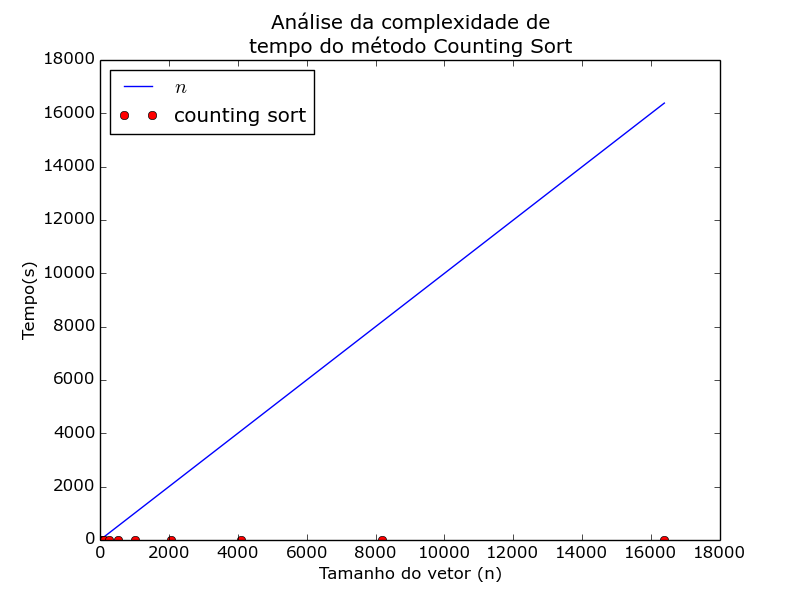 Análise da complexidade de
tempo do método Counting Sort
18000
16000
14000
12000
10000
8000
6000
4000
2000
0
Tempo(s)
n
counting sort
0 2000 4000 6000 8000 10000 12000 14000 16000 18000
Tamanho do vetor (n)